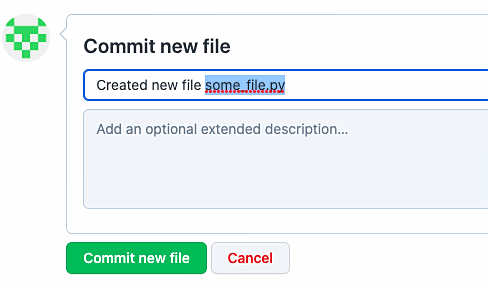 Commit new file
Created new file some_file.py
Add an optional extended description...
Commit new file
Cancel